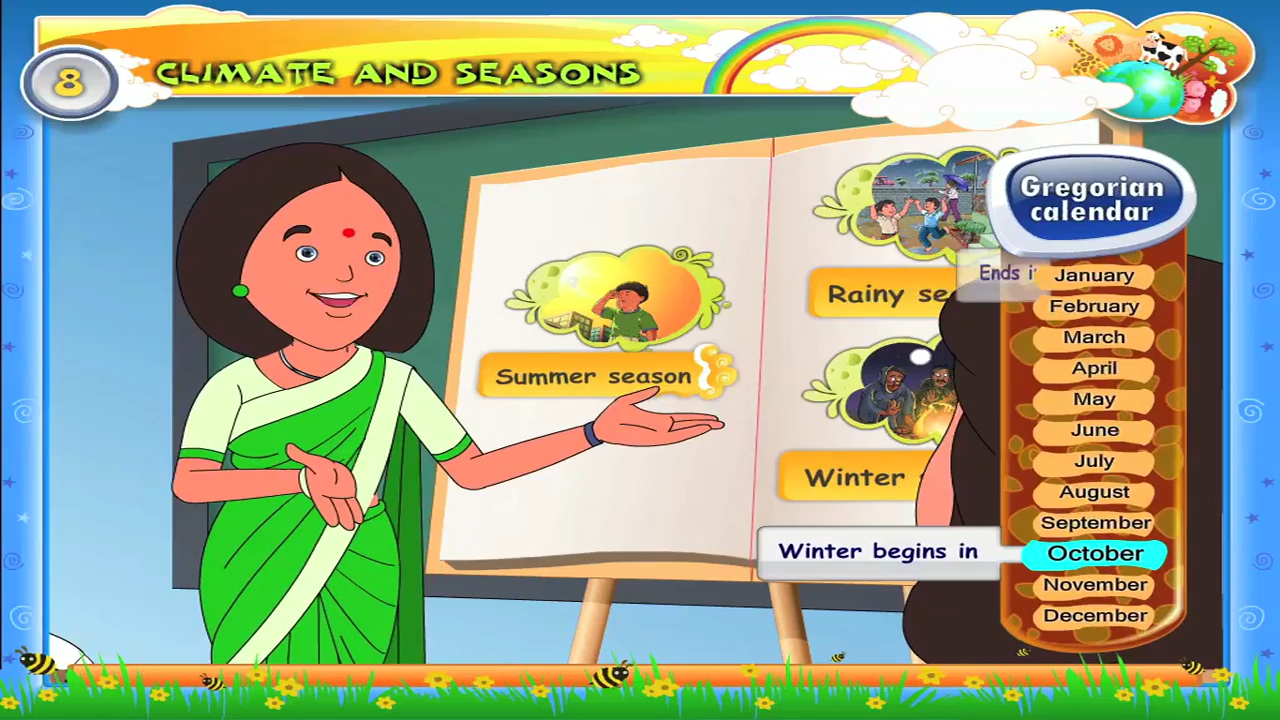 8
CLIMATE AND SEASONS
Gregorian
calendar
Ends
January
February
March
April
May
June
July
August
September
October
November
December
Rainy
Summer season
Winter
Winter begins in